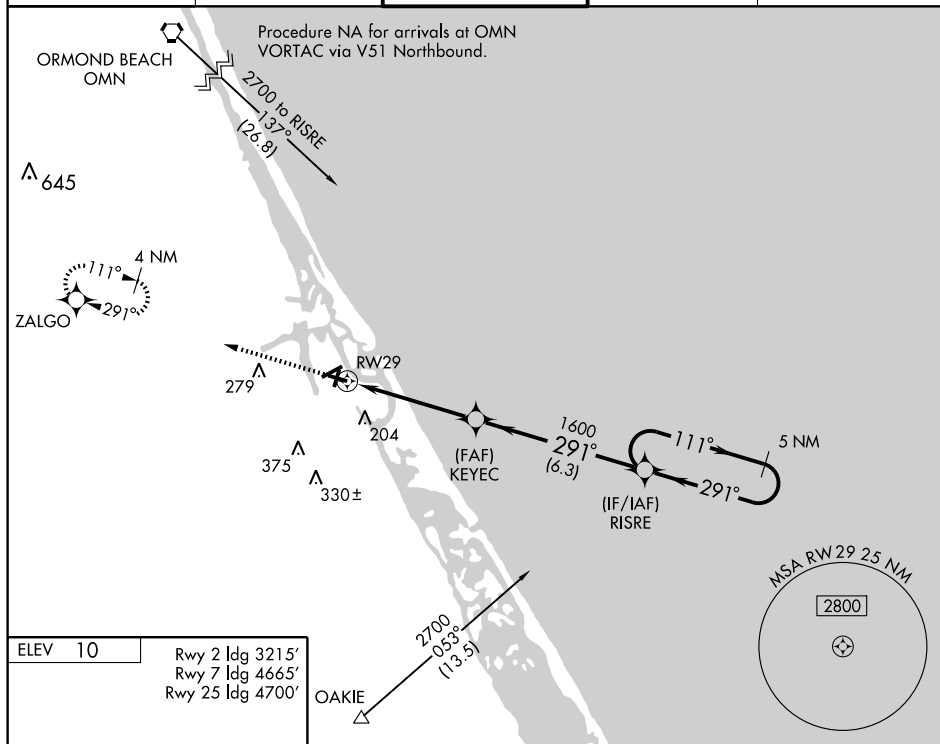 Procedure NA for arrivals at OMN
VORTAC via V51 Northbound.
ORMOND BEACH
OMN
2700 to RISRE
137°
(26.8)
645
4 NM
111°
291°
ZALGO
RW29
279
204
375
330±
(FAF)
KEYEC
1600
291°
(6.3)
111°
5 NM
291°
(IF/IAF)
RISRE
MSA RW29 25 NM
2800
2700
053°
(13.5)
OAKIE
ELEV 10
Rwy 2 ldg 3215'
Rwy 7 ldg 4665'
Rwy 25 ldg 4700'